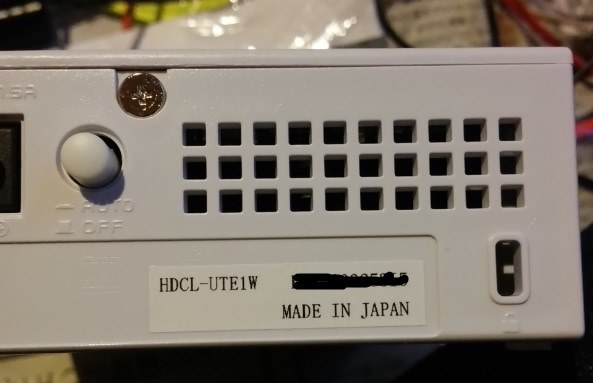 AUTO
OFF
HDCL-UTE1W
MADE IN JAPAN